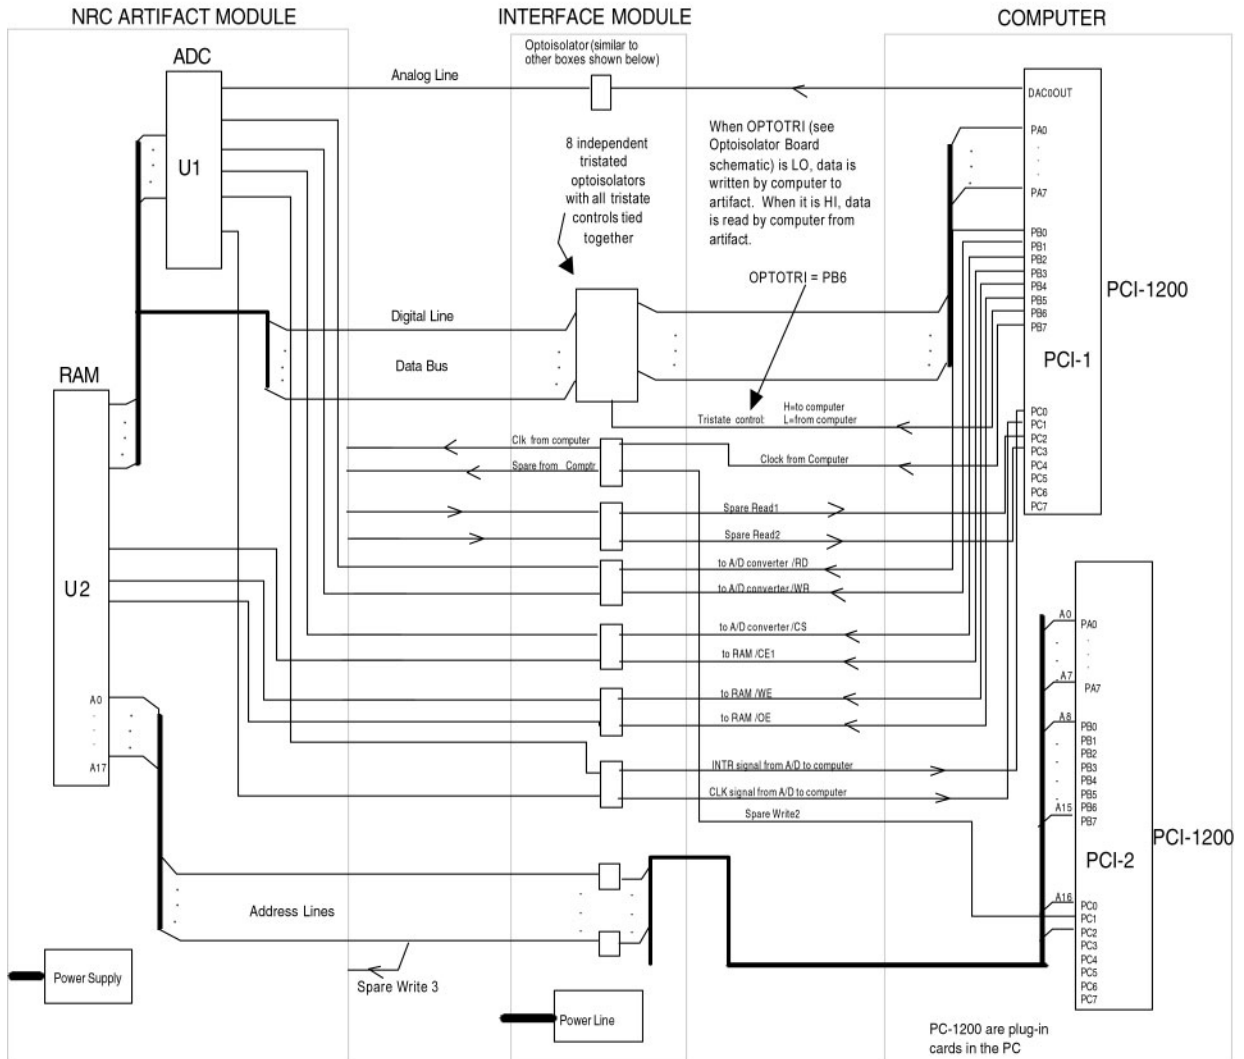 NRC ARTIFACT MODULE
INTERFACE MODULE
COMPUTER
ADC
U1
Analog Line
Optoisolator (similar to
other boxes shown below)
DAC0OUT
PA0
PA7
8 independent
tristated
optoisolators
with all tristate
controls tied
together
When OPTOTRI (see
Optoisolator Board
schematic) is LO, data is
written by computer to
artifact. When it is HI, data
is read by computer from
artifact.
OPTOTRI = PB6
PB0
PB1
PB2
PB3
PB4
PB5
PB6
PB7
PCI-1200
PCI-1
PC0
PC1
PC2
PC3
PC4
PC5
PC6
PC7
Digital Line
Data Bus
RAM
U2
A0
A17
Tristate control:
H=to computer
L=from computer
Clk from computer
Spare from Comptr
Clock from Computer
Spare Read1
Spare Read2
to A/D converter /RD
to A/D converter /WR
to A/D converter /CS
to RAM /CE1
to RAM /WE
to RAM /OE
INTR signal from A/D to computer
CLK signal from A/D to computer
Spare Write2
A0
PA0
A7
PA7
A8
PB0
PB1
PB2
PB3
PB4
PB5
A15
PB6
PB7
PCI-1200
PCI-2
A16
PC0
PC1
PC2
PC3
PC4
PC5
PC6
PC7
Address Lines
Spare Write 3
Power Supply
Power Line
PC-1200 are plug-in
cards in the PC